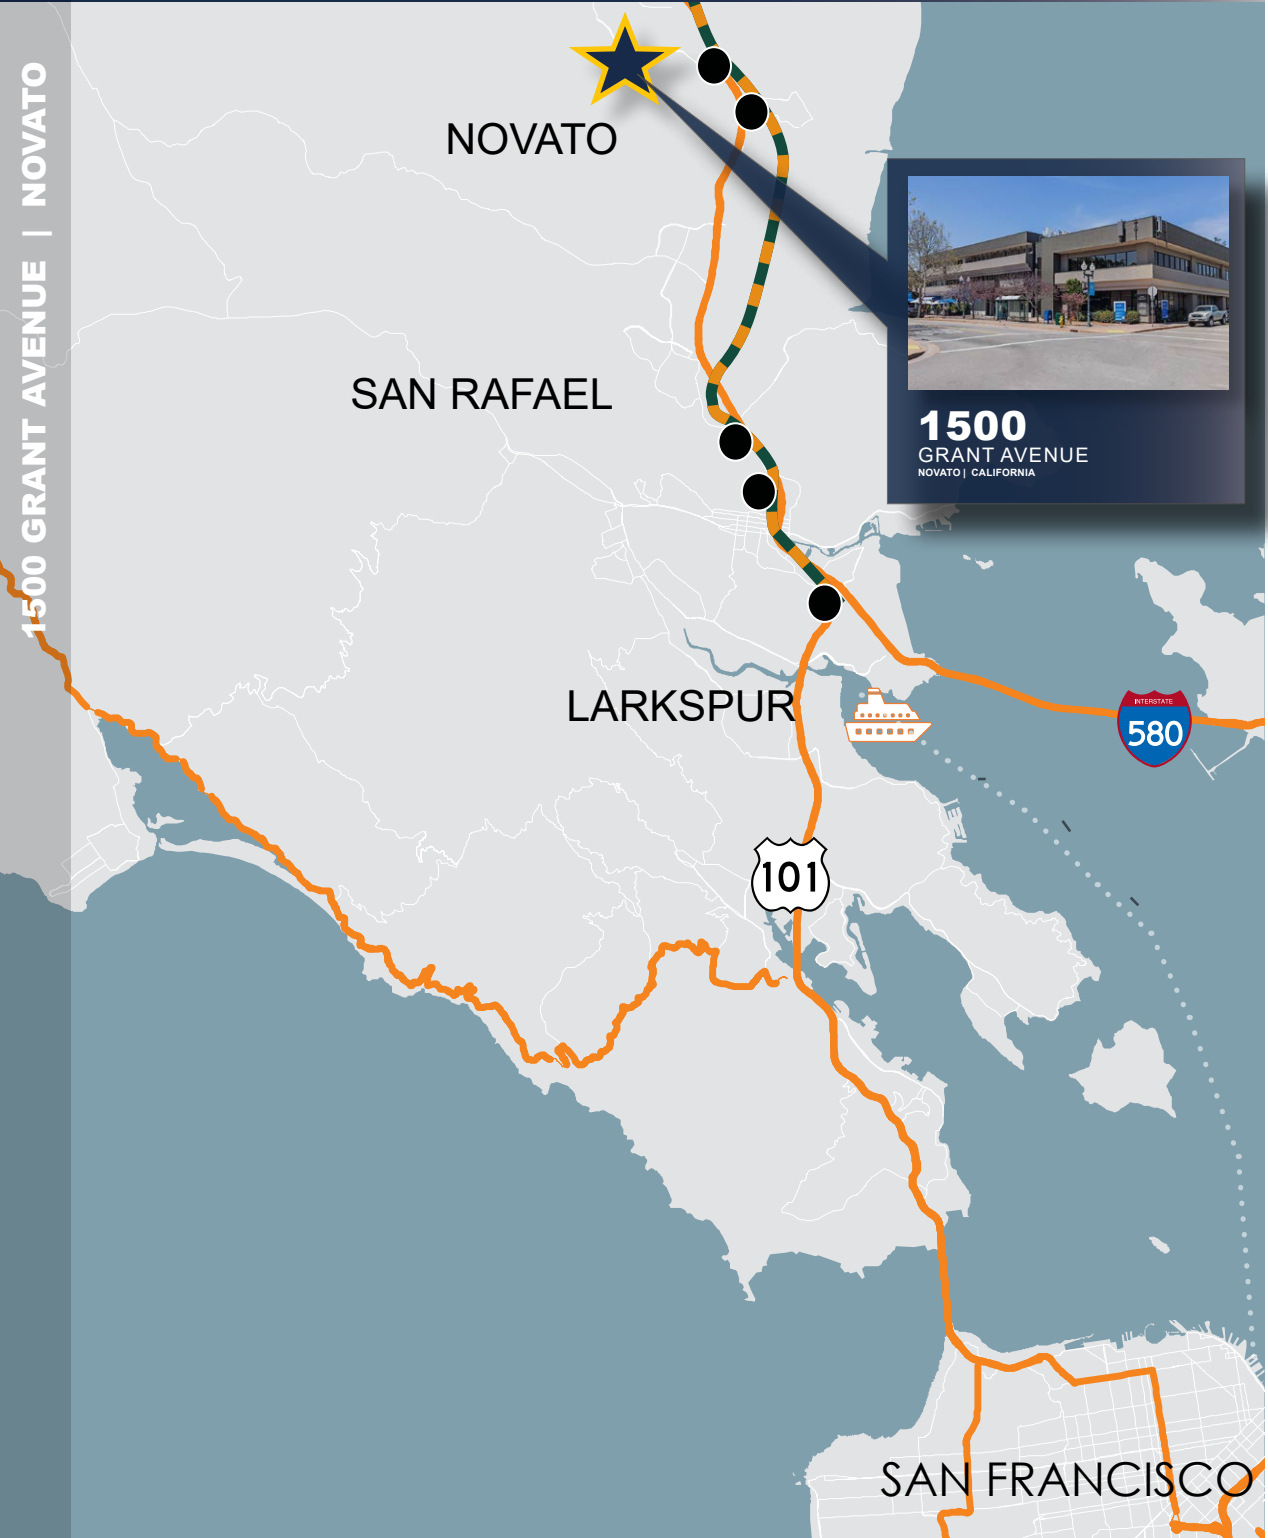 1500 GRANT AVENUE | NOVATO
NOVATO
SAN RAFAEL
1500
GRANT AVENUE
NOVATO | CALIFORNIA
LARKSPUR
INTERSTATE
580
101
SAN FRANCISCO